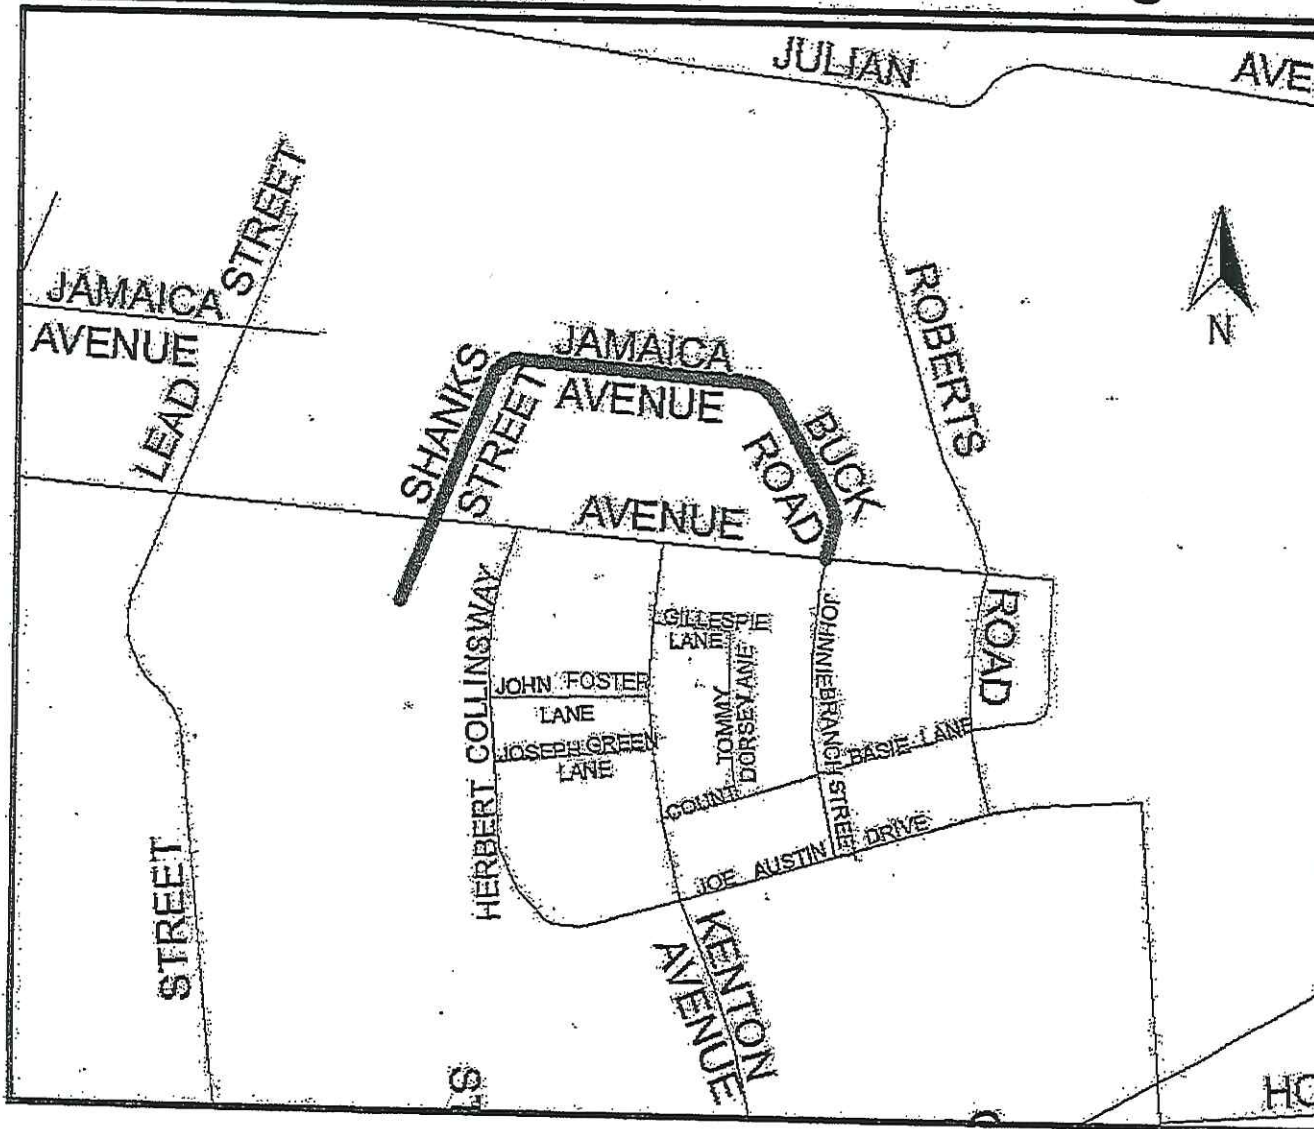 JULIAN
AVE
STREET
JAMAICA
AVENUE
LEAD
SHANKS
STREET
JAMAICA
AVENUE
BUCK
ROAD
ROBERTS
N
AVENUE
ROAD
GILLESPIE
LANE
HERBERT COLLINSWAY
JOHN FOSTER
LANE
JOSEPH GREEN
LANE
TOMMY
DORSEY LANE
JOHNNIE BRANCH STREE
COUNT BASIE LANE
JOE AUSTIN DRIVE
STREET
KENTON
AVENUE
LS
HO